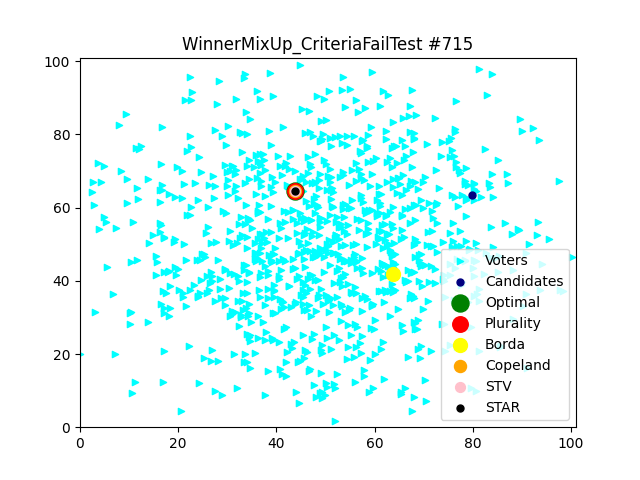 WinnerMixUp_CriteriaFailTest #715
100
80
60
40
20
0
0 20 40 60 80 100
Voters
Candidates
Optimal
Plurality
Borda
Copeland
STV
STAR